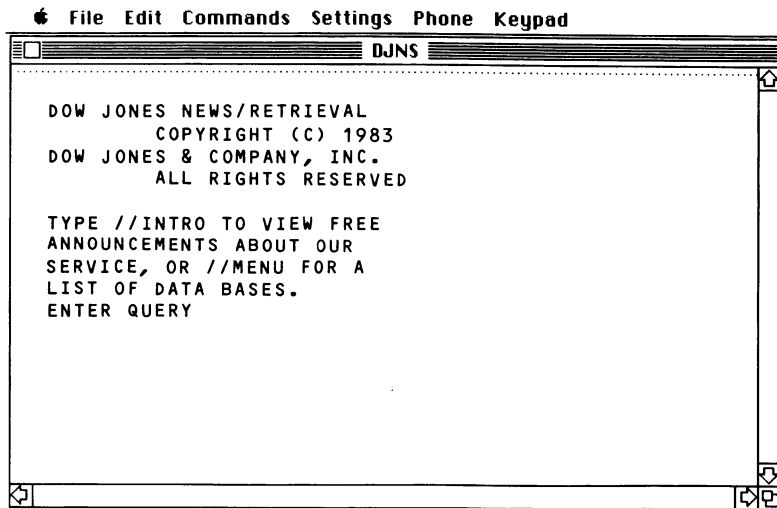 File Edit Commands Settings Phone Keypad
DJNS
DOW JONES NEWS/RETRIEVAL
COPYRIGHT (C) 1983
DOW JONES & COMPANY, INC.
ALL RIGHTS RESERVED
TYPE //INTRO TO VIEW FREE
ANNOUNCEMENTS ABOUT OUR
SERVICE, OR //MENU FOR A
LIST OF DATA BASES.
ENTER QUERY